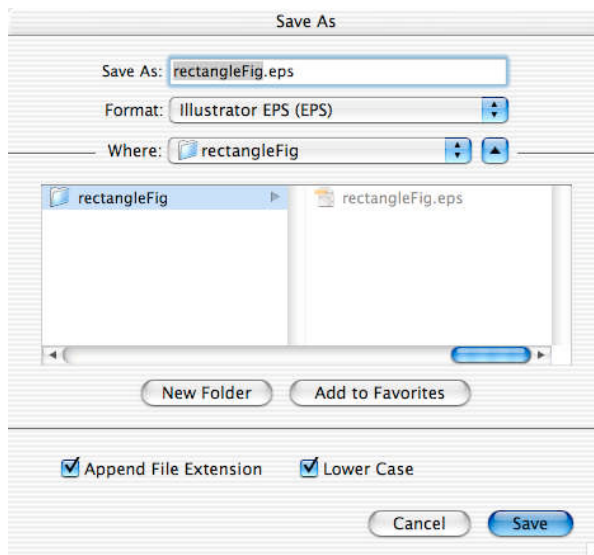 Save As
Save As: rectangleFig.eps
Format: Illustrator EPS (EPS)
Where: rectangleFig
rectangleFig rectangleFig.eps
New Folder Add to Favorites
Append File Extension Lower Case
Cancel Save